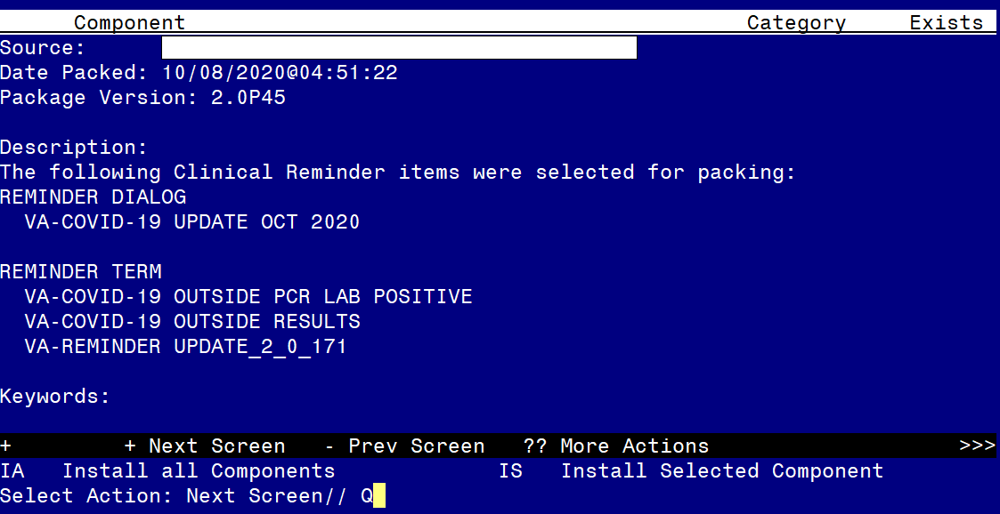 Component Category Exists
Source:
Date Packed: 10/08/2020@04:51:22
Package Version: 2.0P45
Description:
The following Clinical Reminder items were selected for packing:
REMINDER DIALOG
VA-COVID-19 UPDATE OCT 2020
REMINDER TERM
VA-COVID-19 OUTSIDE PCR LAB POSITIVE
VA-COVID-19 OUTSIDE RESULTS
VA-REMINDER UPDATE_2_0_171
Keywords:
+ + Next Screen - Prev Screen ?? More Actions >>>
IA Install all Components IS Install Selected Component
Select Action: Next Screen// Q